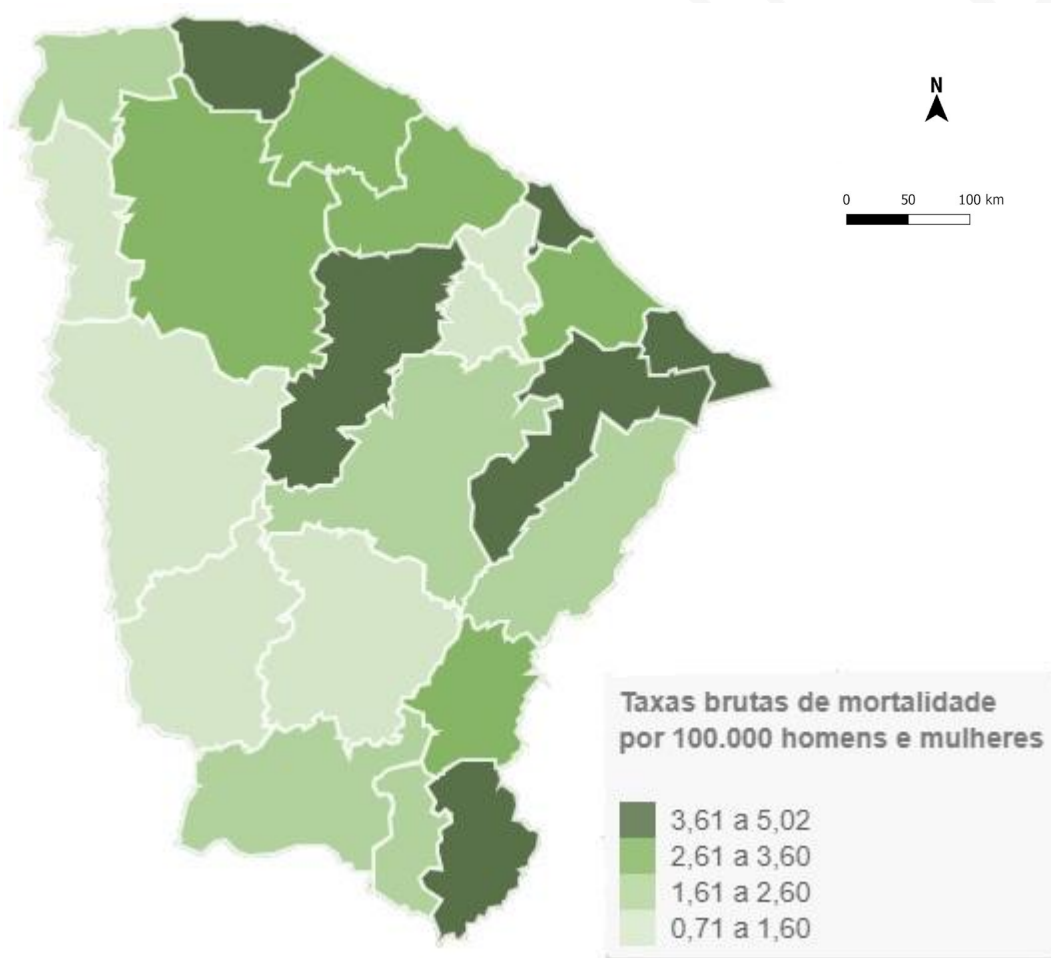 N
0 50 100 km
Taxas brutas de mortalidade
por 100.000 homens e mulheres
3,61 a 5,02
2,61 a 3,60
1,61 a 2,60
0,71 a 1,60